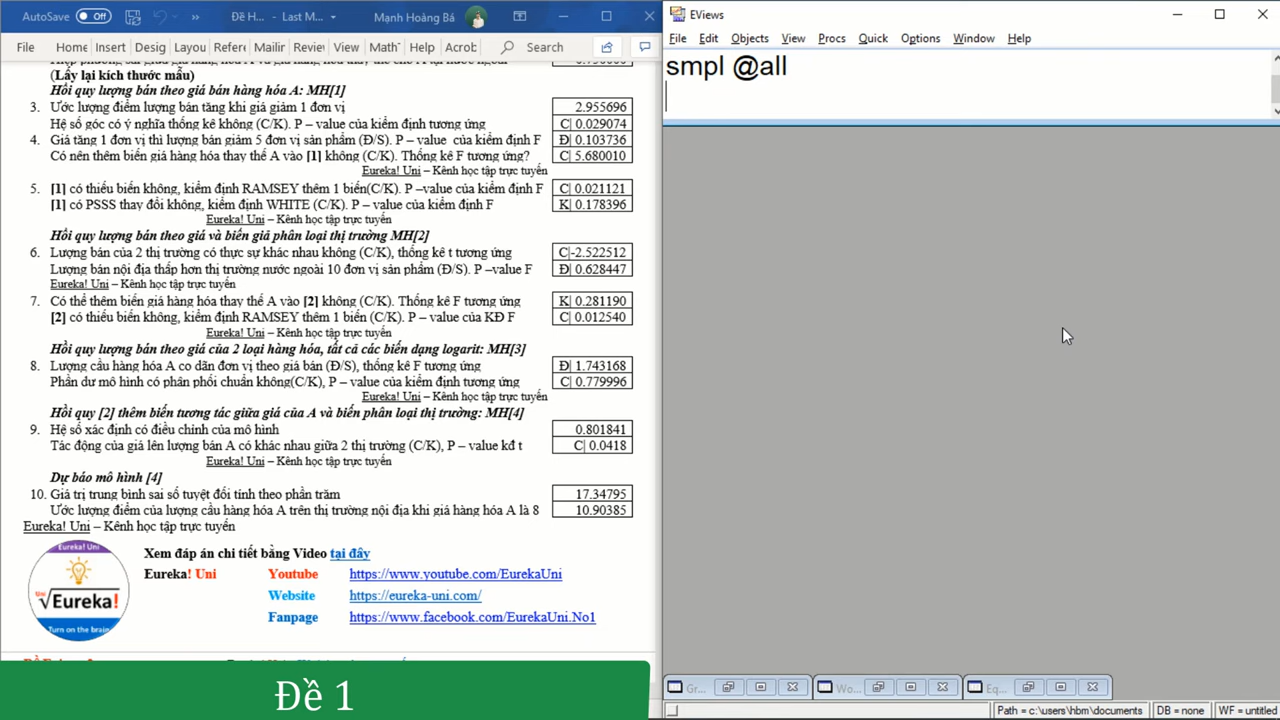 AutoSave Off Đề H... - Last M... Mạnh Hoàng Bá
File Home Insert Desig Layou Refere Mailir Review View Math Help Acrob Search
(Lấy lại kích thước mẫu)
Hồi quy lượng bán theo giá bán hàng hóa A: MH[1]
3. Ước lượng điểm lượng bán tăng khi giá giảm 1 đơn vị 2.955696
Hệ số góc có ý nghĩa thống kê không (C/K). P – value của kiểm định tương ứng C| 0.029074
4. Giá tăng 1 đơn vị thì lượng bán giảm 5 đơn vị sản phẩm (Đ/S). P – value của kiểm định F Đ| 0.103736
Có nên thêm biến giá hàng hóa thay thế A vào [1] không (C/K). Thống kê F tương ứng? C| 5.680010
Eureka! Uni – Kênh học tập trực tuyến
5. [1] có thiếu biến không, kiểm định RAMSEY thêm 1 biến(C/K). P –value của kiểm định F C| 0.021121
[1] có PSSS thay đổi không, kiểm định WHITE (C/K). P – value của kiểm định F K| 0.178396
Eureka! Uni – Kênh học tập trực tuyến
Hồi quy lượng bán theo giá và biến giả phân loại thị trường MH[2]
6. Lượng bán của 2 thị trường có thực sự khác nhau không (C/K), thống kê t tương ứng C|-2.522512
Lượng bán nội địa thấp hơn thị trường nước ngoài 10 đơn vị sản phẩm (Đ/S). P –value F Đ| 0.628447
Eureka! Uni – Kênh học tập trực tuyến
7. Có thể thêm biến giá hàng hóa thay thế A vào [2] không (C/K). Thống kê F tương ứng K| 0.281190
[2] có thiếu biến không, kiểm định RAMSEY thêm 1 biến (C/K). P – value của KĐ F C| 0.012540
Eureka! Uni – Kênh học tập trực tuyến
Hồi quy lượng bán theo giá của 2 loại hàng hóa, tất cả các biến dạng logarit: MH[3]
8. Lượng cầu hàng hóa A co dãn đơn vị theo giá bán (Đ/S), thống kê F tương ứng Đ| 1.743168
Phần dư mô hình có phân phối chuẩn không(C/K), P – value của kiểm định tương ứng C| 0.779996
Eureka! Uni – Kênh học tập trực tuyến
Hồi quy [2] thêm biến tương tác giữa giá của A và biến phân loại thị trường: MH[4]
9. Hệ số xác định có điều chỉnh của mô hình 0.801841
Tác động của giá lên lượng bán A có khác nhau giữa 2 thị trường (C/K), P – value kđ t C| 0.0418
Eureka! Uni – Kênh học tập trực tuyến
Dự báo mô hình [4]
10. Giá trị trung bình sai số tuyệt đối tính theo phần trăm 17.34795
Ước lượng điểm của lượng cầu hàng hóa A trên thị trường nội địa khi giá hàng hóa A là 8 10.90385
Eureka! Uni – Kênh học tập trực tuyến
Eureka! Uni
Uni
√Eureka!
Turn on the brain
Xem đáp án chi tiết bằng Video tại đây
Eureka! Uni Youtube https://www.youtube.com/EurekaUni
Website https://eureka-uni.com/
Fanpage https://www.facebook.com/EurekaUni.No1
Đề 1
EViews
File Edit Objects View Procs Quick Options Window Help
smpl @all
Gr... Wo... Eq...
Path = c:\users\hbm\documents DB = none WF = untitled